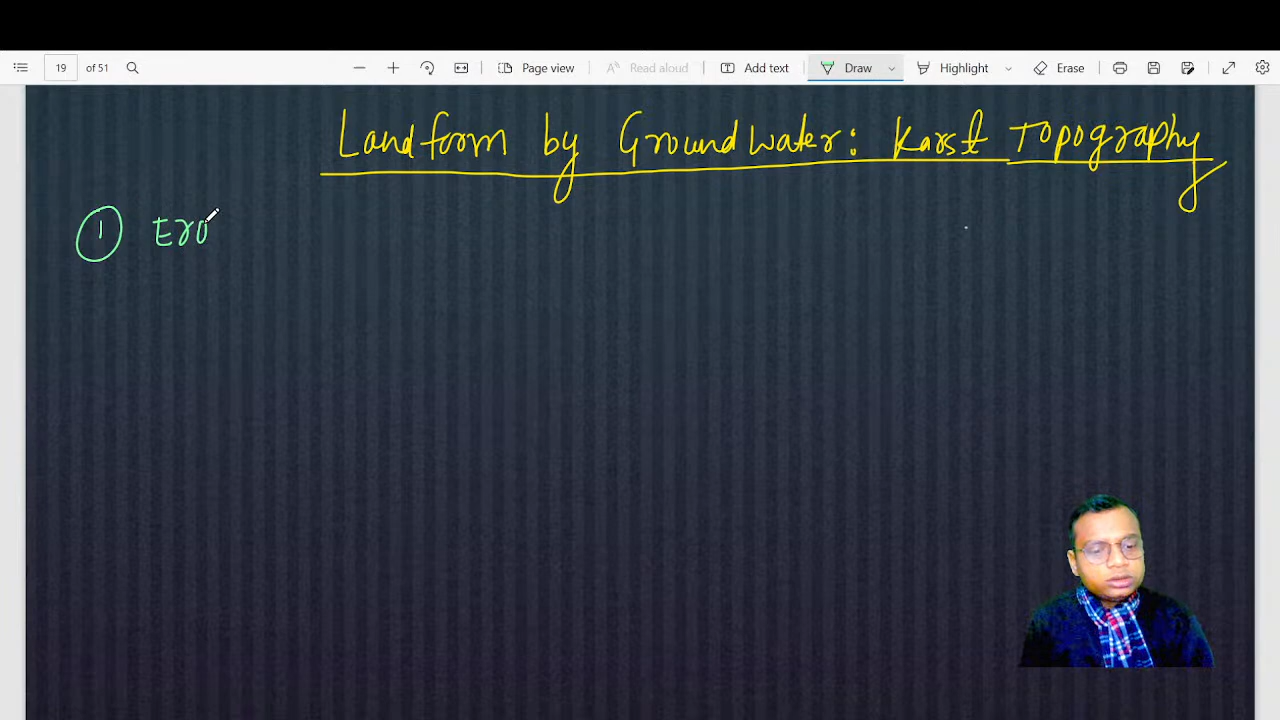 19 of 51 Page view Read aloud Add text Draw Highlight Erase
Landform by Groundwater: Karst Topography
1 Ero